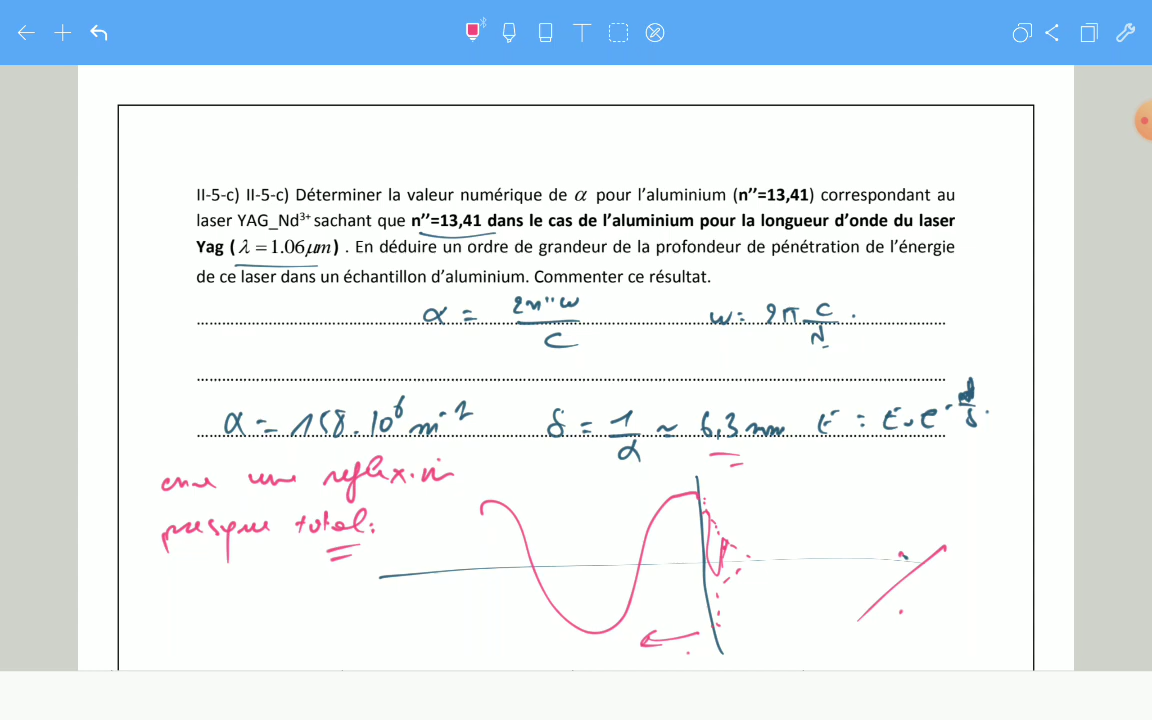 II-5-c) II-5-c) Déterminer la valeur numérique de α pour l’aluminium (n’’=13,41) correspondant au
laser YAG_Nd³⁺ sachant que n’’=13,41 dans le cas de l’aluminium pour la longueur d’onde du laser
Yag ( λ =1.06μm) . En déduire un ordre de grandeur de la profondeur de pénétration de l’énergie
de ce laser dans un échantillon d’aluminium. Commenter ce résultat.
α = 2n''ω / C ω = 2π C / λ .
α = 158. 10⁶ m⁻¹ δ = 1/α ≈ 6,3 nm
une reflexion
presque total.